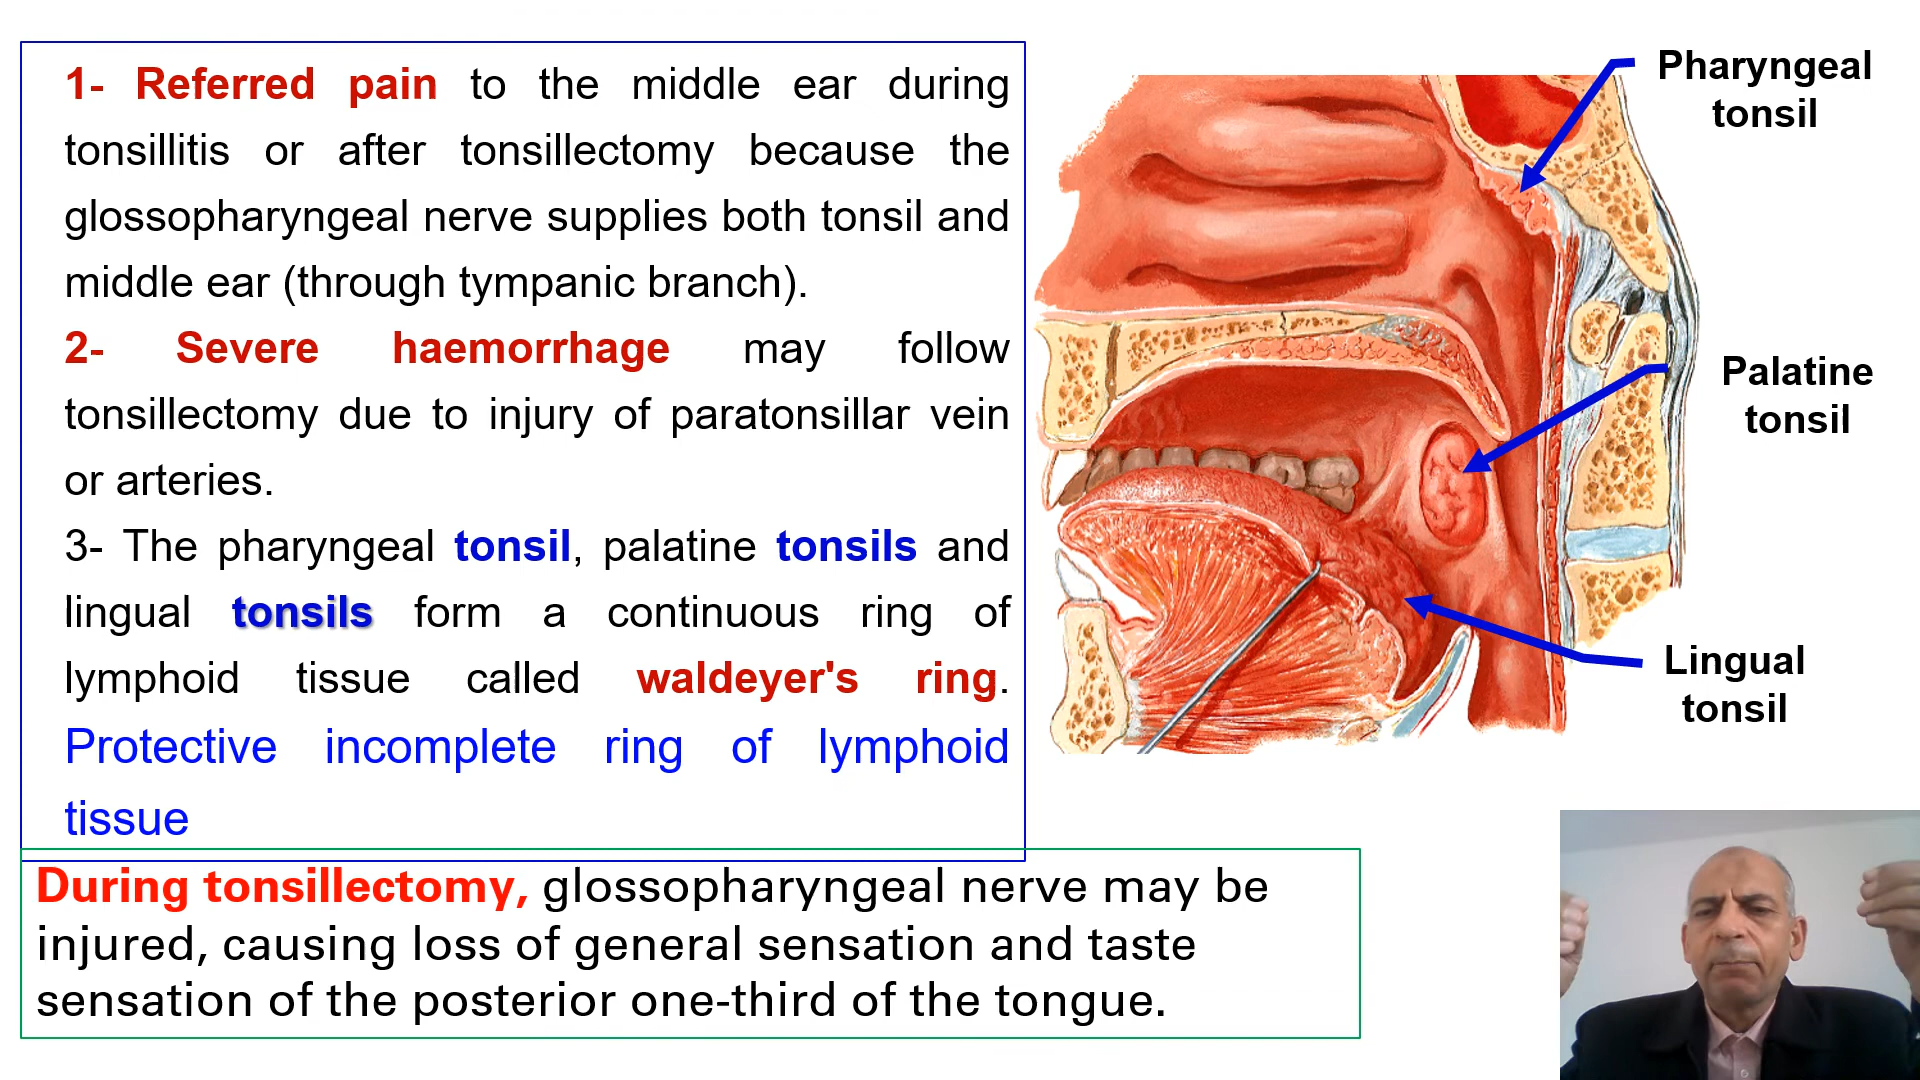 1- Referred pain to the middle ear during
tonsillitis or after tonsillectomy because the
glossopharyngeal nerve supplies both tonsil and
middle ear (through tympanic branch).
2- Severe haemorrhage may follow
tonsillectomy due to injury of paratonsillar vein
or arteries.
3- The pharyngeal tonsil, palatine tonsils and
lingual tonsils form a continuous ring of
lymphoid tissue called waldeyer's ring.
Protective incomplete ring of lymphoid
tissue
During tonsillectomy, glossopharyngeal nerve may be
injured, causing loss of general sensation and taste
sensation of the posterior one-third of the tongue.
Pharyngeal
tonsil
Palatine
tonsil
Lingual
tonsil